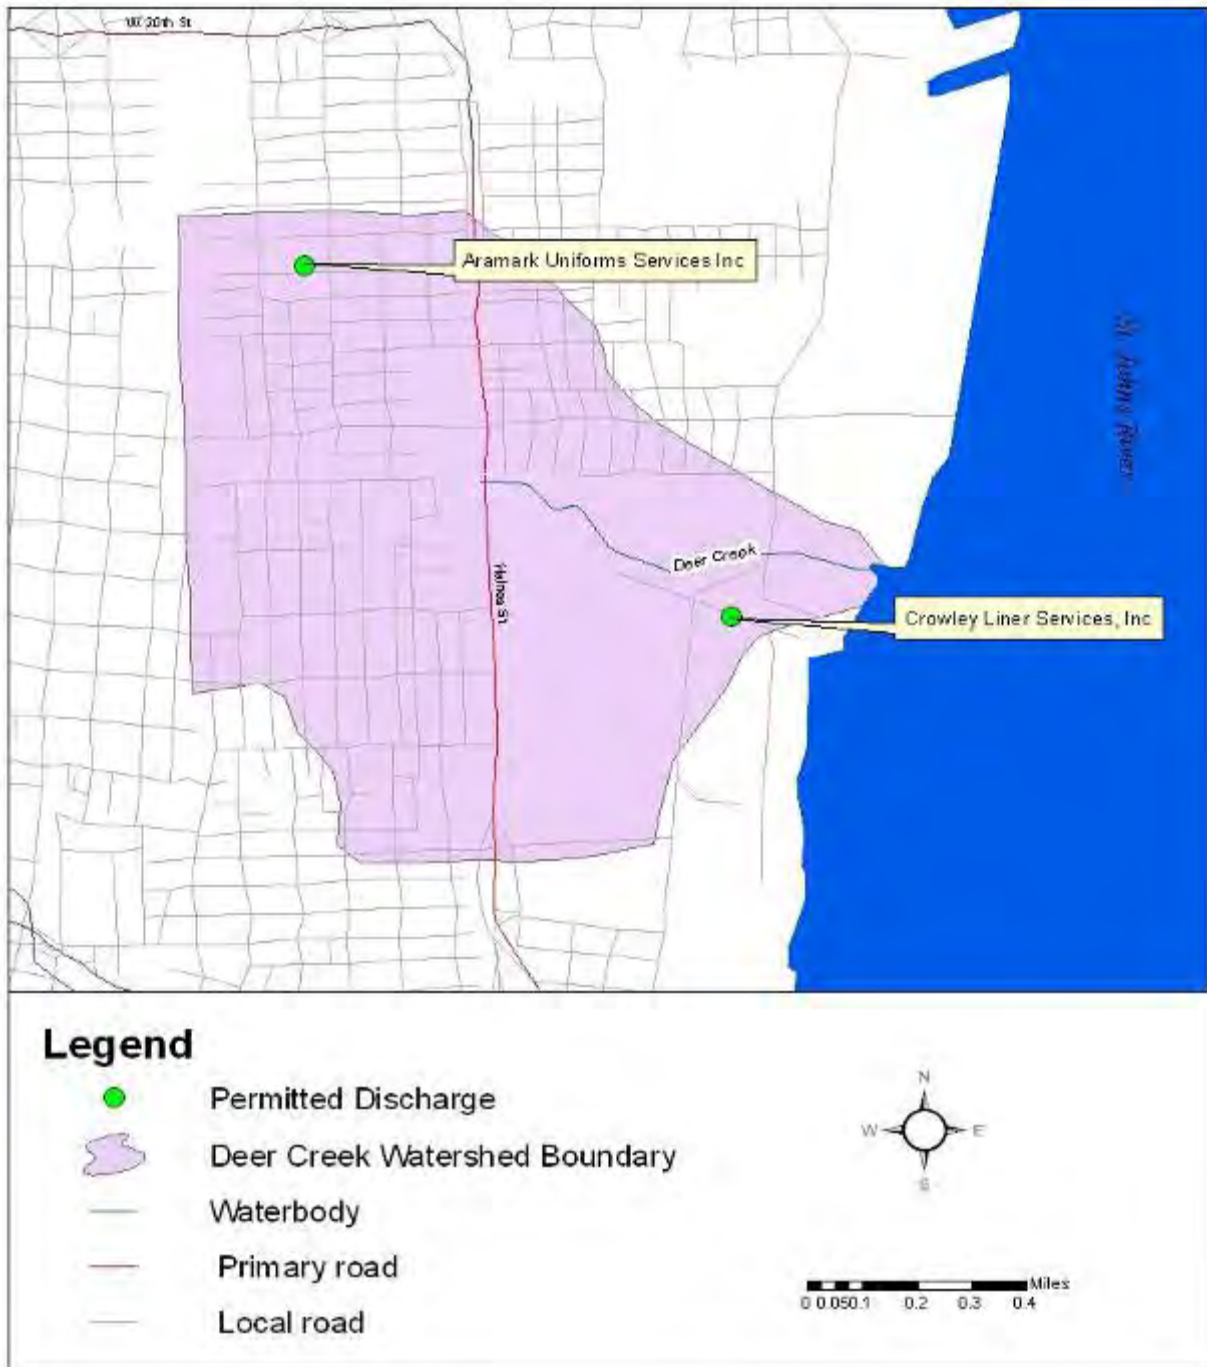 W 20th St
Aramark Uniforms Services Inc
St. Johns River
Deer Creek
Crowley Liner Services, Inc
Legend
Permitted Discharge
Deer Creek Watershed Boundary
Waterbody
Primary road
Local road
N
W E
S
Miles
0 0.050.1 0.2 0.3 0.4